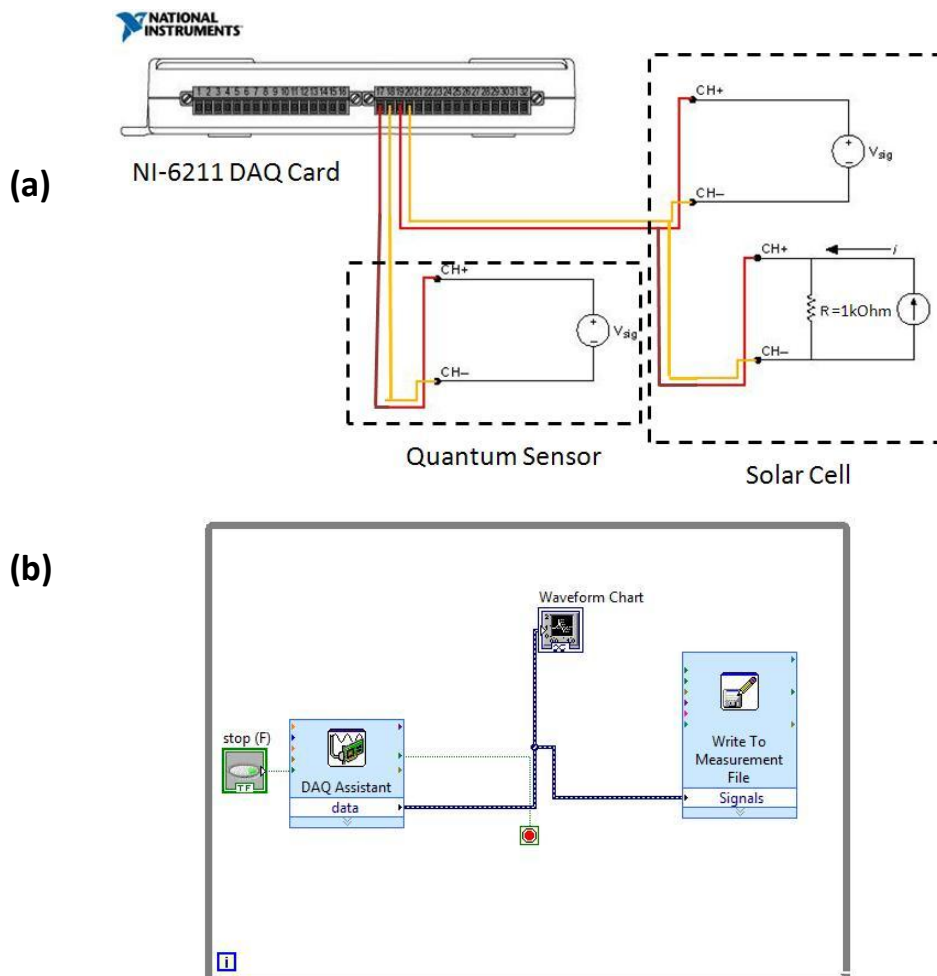 NATIONAL
INSTRUMENTS
1 2 3 4 5 6 7 8 9 10 11 12 13 14 15 16
17 18 19 20 21 22 23 24 25 26 27 28 29 30 31 32
(a)
NI-6211 DAQ Card
CH+
Vsig
CH−
CH+
i
R=1kOhm
CH−
CH+
Vsig
CH−
Quantum Sensor
Solar Cell
(b)
Waveform Chart
stop (F)
TF
DAQ Assistant
data
Write To
Measurement
File
Signals
i